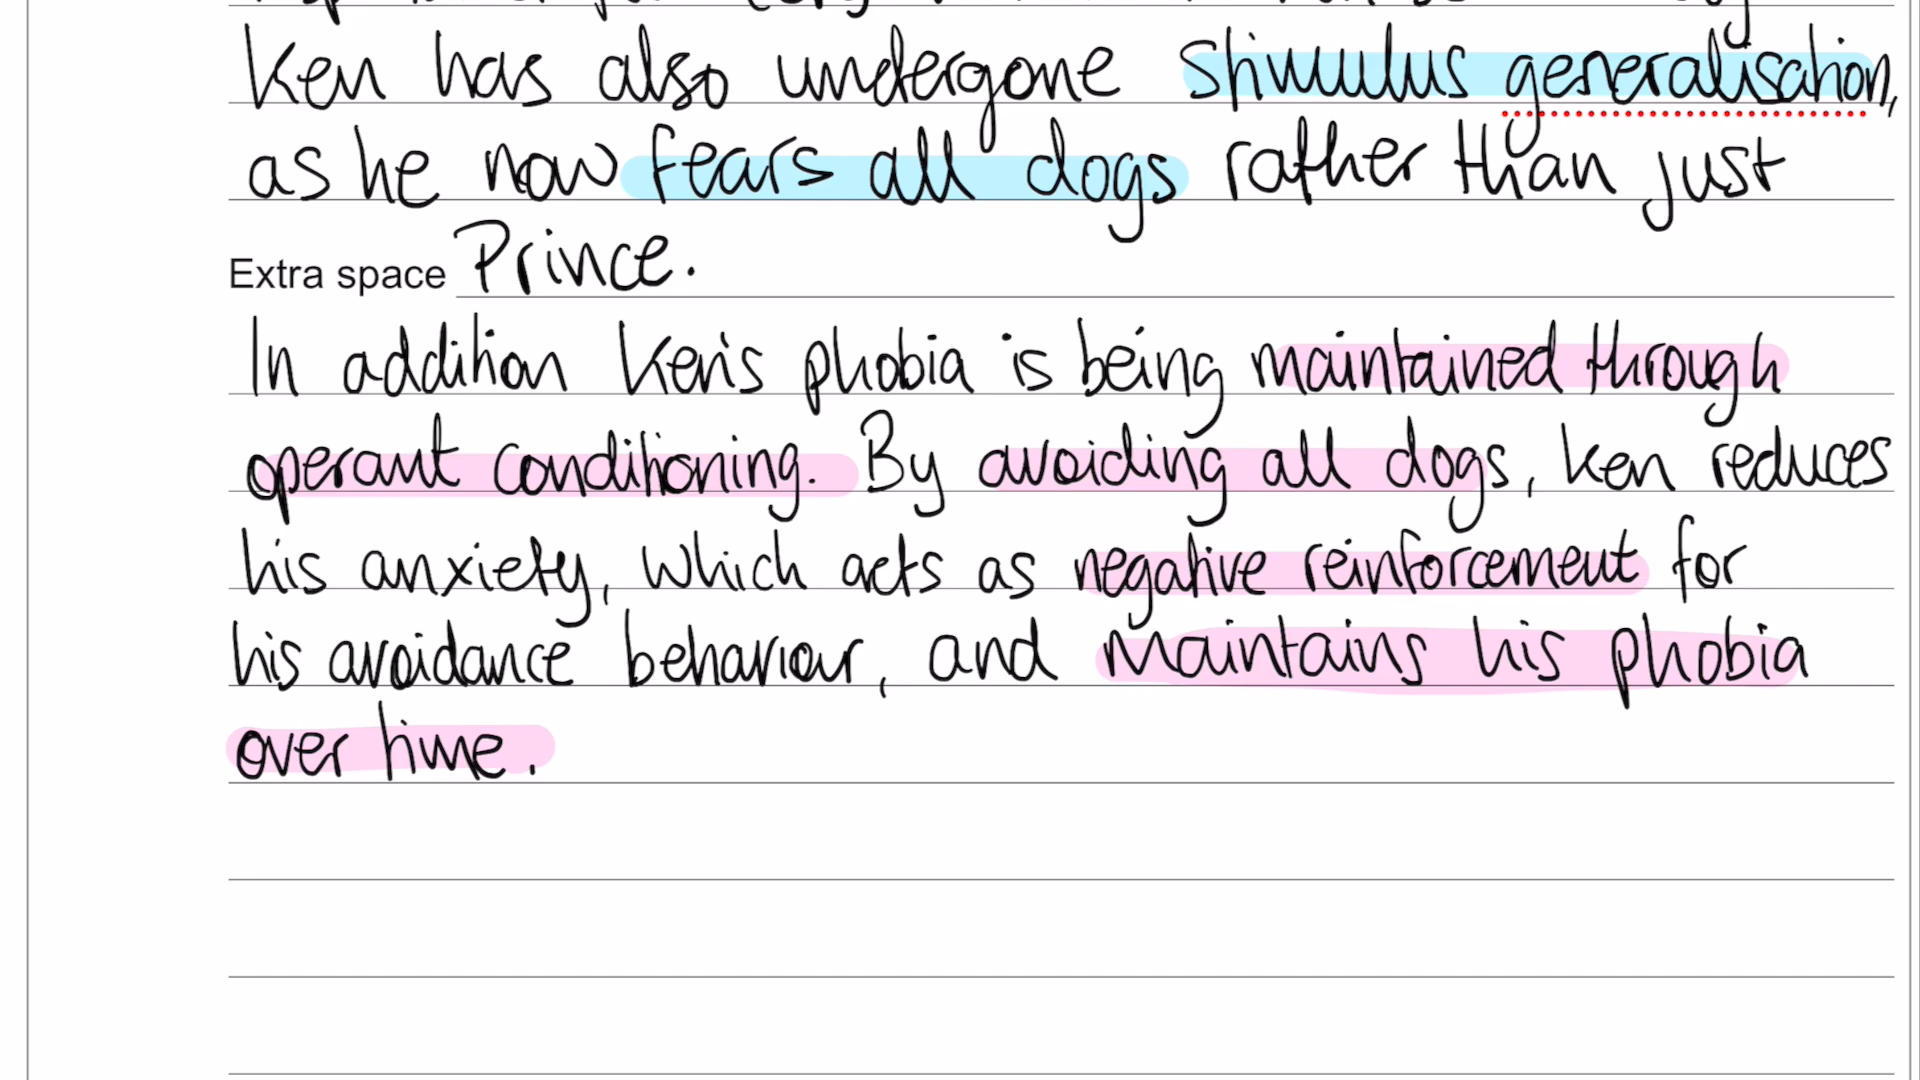 Ken has also undergone stimulus generalisation,
as he now fears all dogs rather than just
Extra space Prince.
In addition Ken's phobia is being maintained through
operant conditioning. By avoiding all dogs, Ken reduces
his anxiety, which acts as negative reinforcement for
his avoidance behaviour, and maintains his phobia
over time.